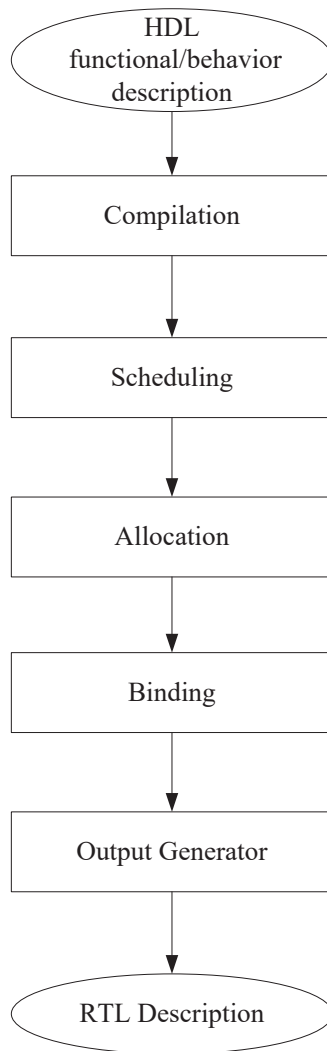 HDL
functional/behavior
description
Compilation
Scheduling
Allocation
Binding
Output Generator
RTL Description